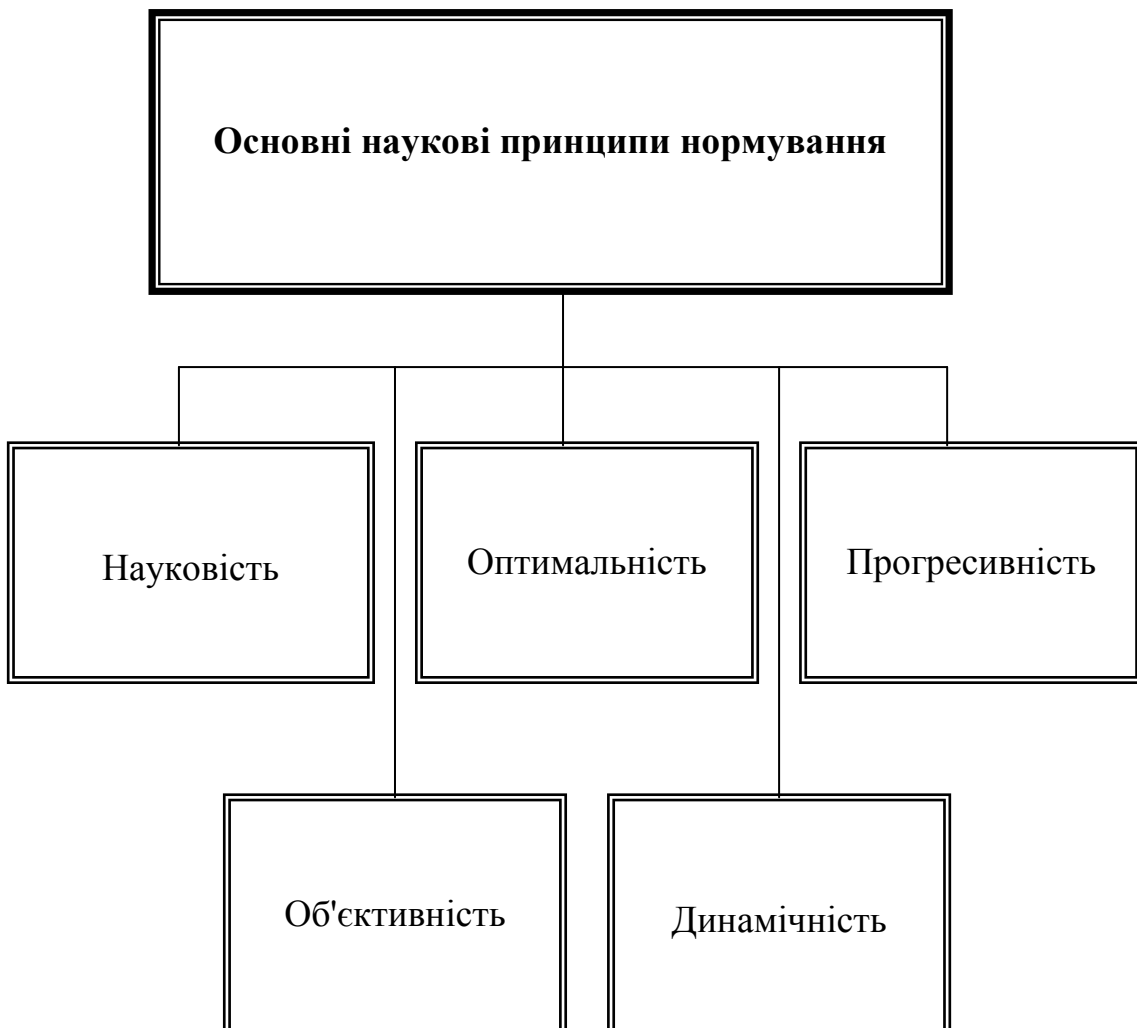 Основні наукові принципи нормування
Науковість
Оптимальність
Прогресивність
Об'єктивність
Динамічність